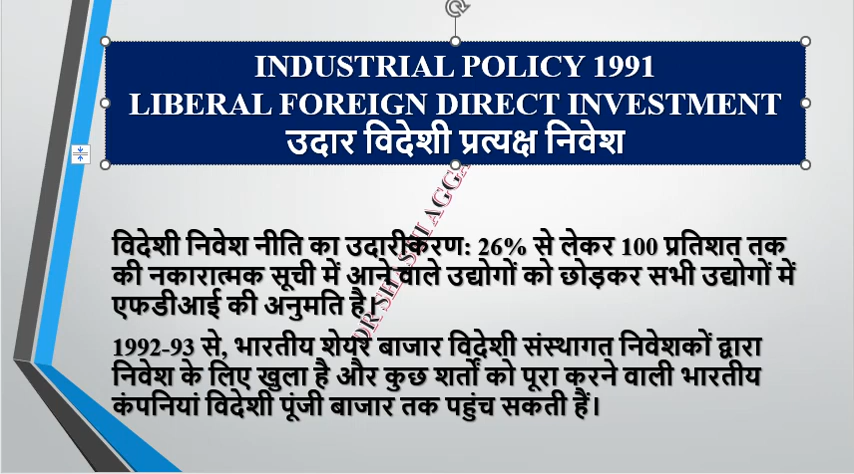 INDUSTRIAL POLICY 1991
LIBERAL FOREIGN DIRECT INVESTMENT
उदार विदेशी प्रत्यक्ष निवेश
विदेशी निवेश नीति का उदारीकरण: 26% से लेकर 100 प्रतिशत तक
की नकारात्मक सूची में आने वाले उद्योगों को छोड़कर सभी उद्योगों में
एफडीआई की अनुमति है।
1992-93 से, भारतीय शेयर बाजार विदेशी संस्थागत निवेशकों द्वारा
निवेश के लिए खुला है और कुछ शर्तों को पूरा करने वाली भारतीय
कंपनियां विदेशी पूंजी बाजार तक पहुंच सकती हैं।
DR